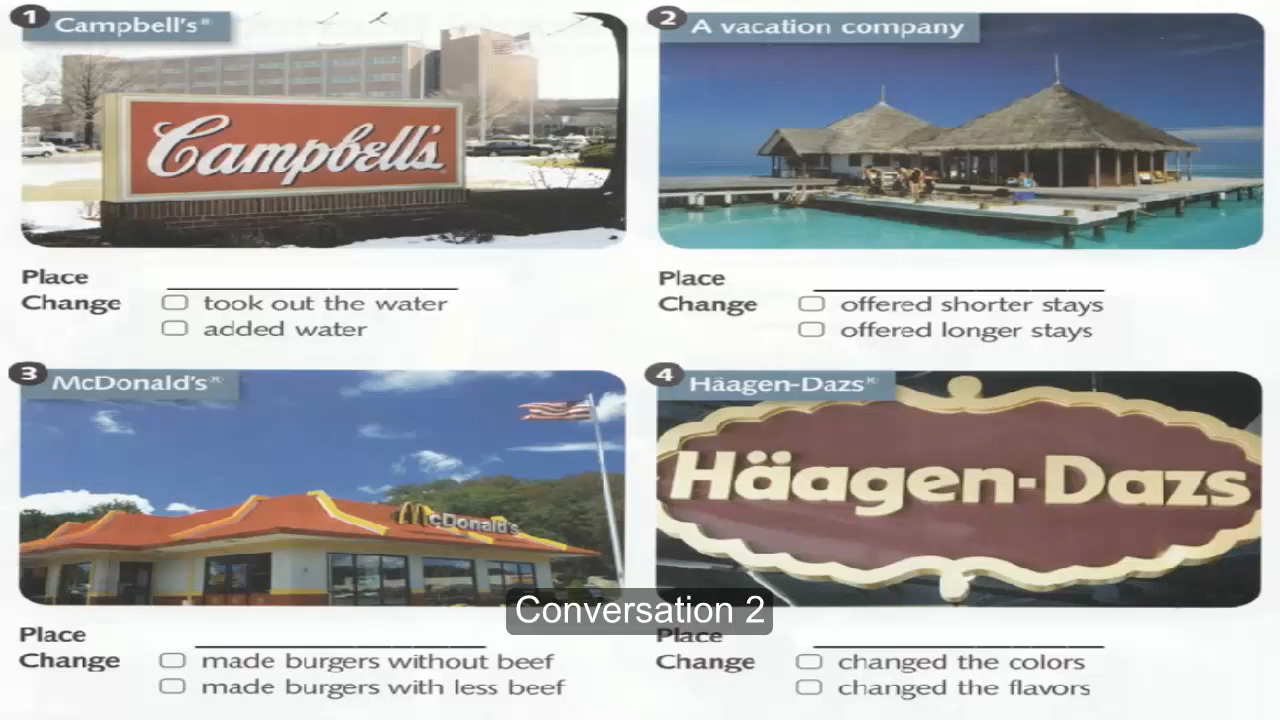 1 Campbell's®
Campbell's
Place
Change took out the water
added water
2 A vacation company
Place
Change offered shorter stays
offered longer stays
3 McDonald's®
McDonald's
Place
Change made burgers without beef
made burgers with less beef
4 Häagen-Dazs®
Häagen-Dazs
Place
Change changed the colors
changed the flavors
Conversation 2